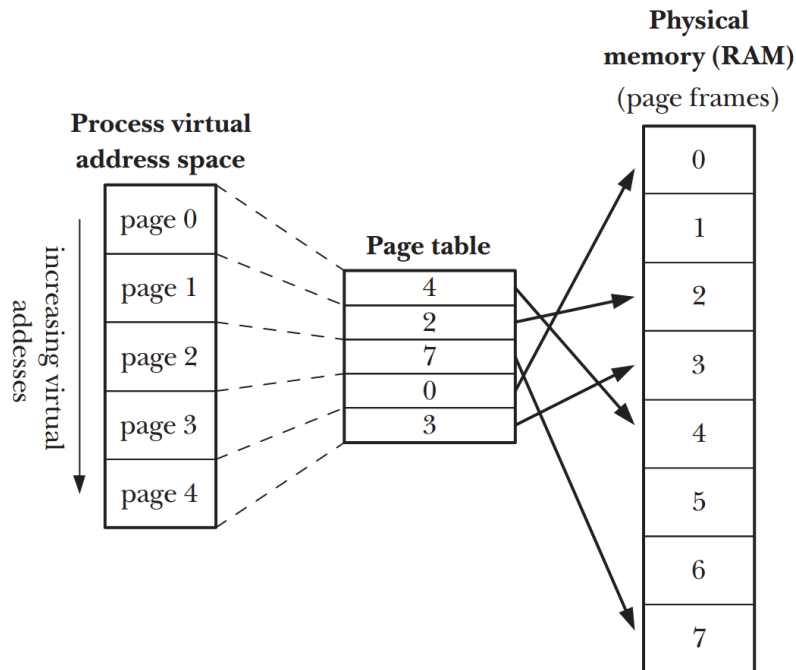 Process virtual
address space
page 0
page 1
page 2
page 3
page 4
increasing virtual
addesses
Page table
4
2
7
0
3
Physical
memory (RAM)
(page frames)
0
1
2
3
4
5
6
7